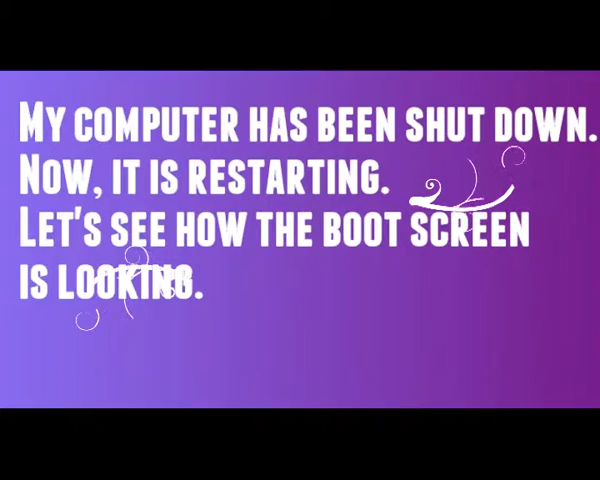 My computer has been shut down.
Now, it is restarting.
Let's see how the boot screen
is looking.